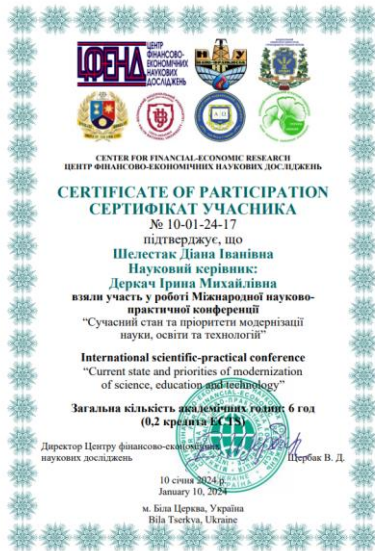 ЦФЕНД
ЦЕНТР
ФІНАНСОВО-
ЕКОНОМІЧНИХ
НАУКОВИХ
ДОСЛІДЖЕНЬ
CENTER FOR FINANCIAL-ECONOMIC RESEARCH
ЦЕНТР ФІНАНСОВО-ЕКОНОМІЧНИХ НАУКОВИХ ДОСЛІДЖЕНЬ
CERTIFICATE OF PARTICIPATION
СЕРТИФІКАТ УЧАСНИКА
№ 10-01-24-17
підтверджує, що
Шелестак Діана Іванівна
Науковий керівник:
Деркач Ірина Михайлівна
взяли участь у роботі Міжнародної науково-
практичної конференції
“Сучасний стан та пріоритети модернізації
науки, освіти та технологій”
International scientific-practical conference
“Current state and priorities of modernization
of science, education and technology”
Загальна кількість академічних годин: 6 год
(0,2 кредита ECTS)
Директор Центру фінансово-економічних
наукових досліджень
Щербак В. Д.
10 січня 2024 р.
January 10, 2024
м. Біла Церква, Україна
Bila Tserkva, Ukraine